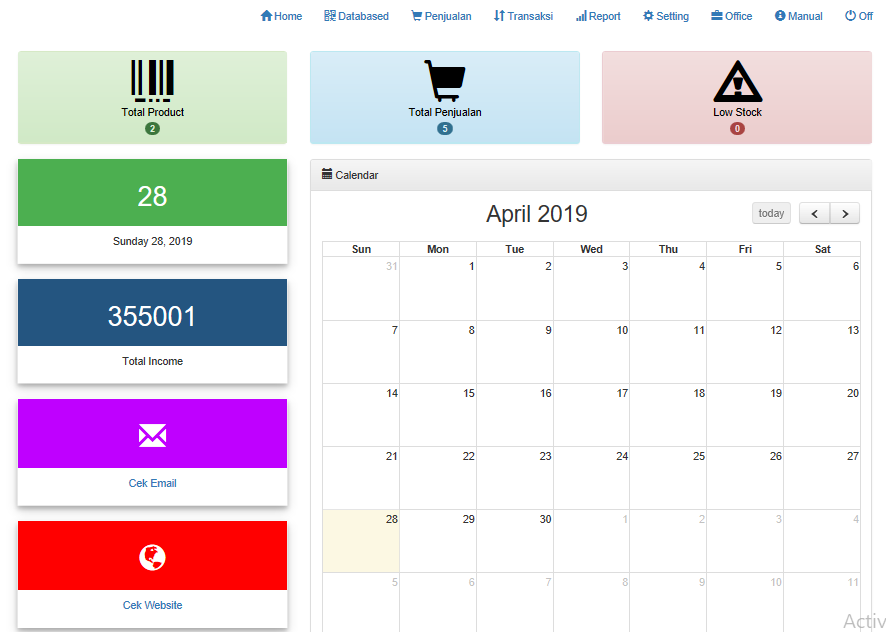 Home Databased Penjualan Transaksi Report Setting Office Manual Off
Total Product
2
Total Penjualan
5
Low Stock
0
28
Sunday 28, 2019
355001
Total Income
Cek Email
Cek Website
Calendar
April 2019
today
Sun Mon Tue Wed Thu Fri Sat
31 1 2 3 4 5 6
7 8 9 10 11 12 13
14 15 16 17 18 19 20
21 22 23 24 25 26 27
28 29 30 1 2 3 4
5 6 7 8 9 10 11
Activ